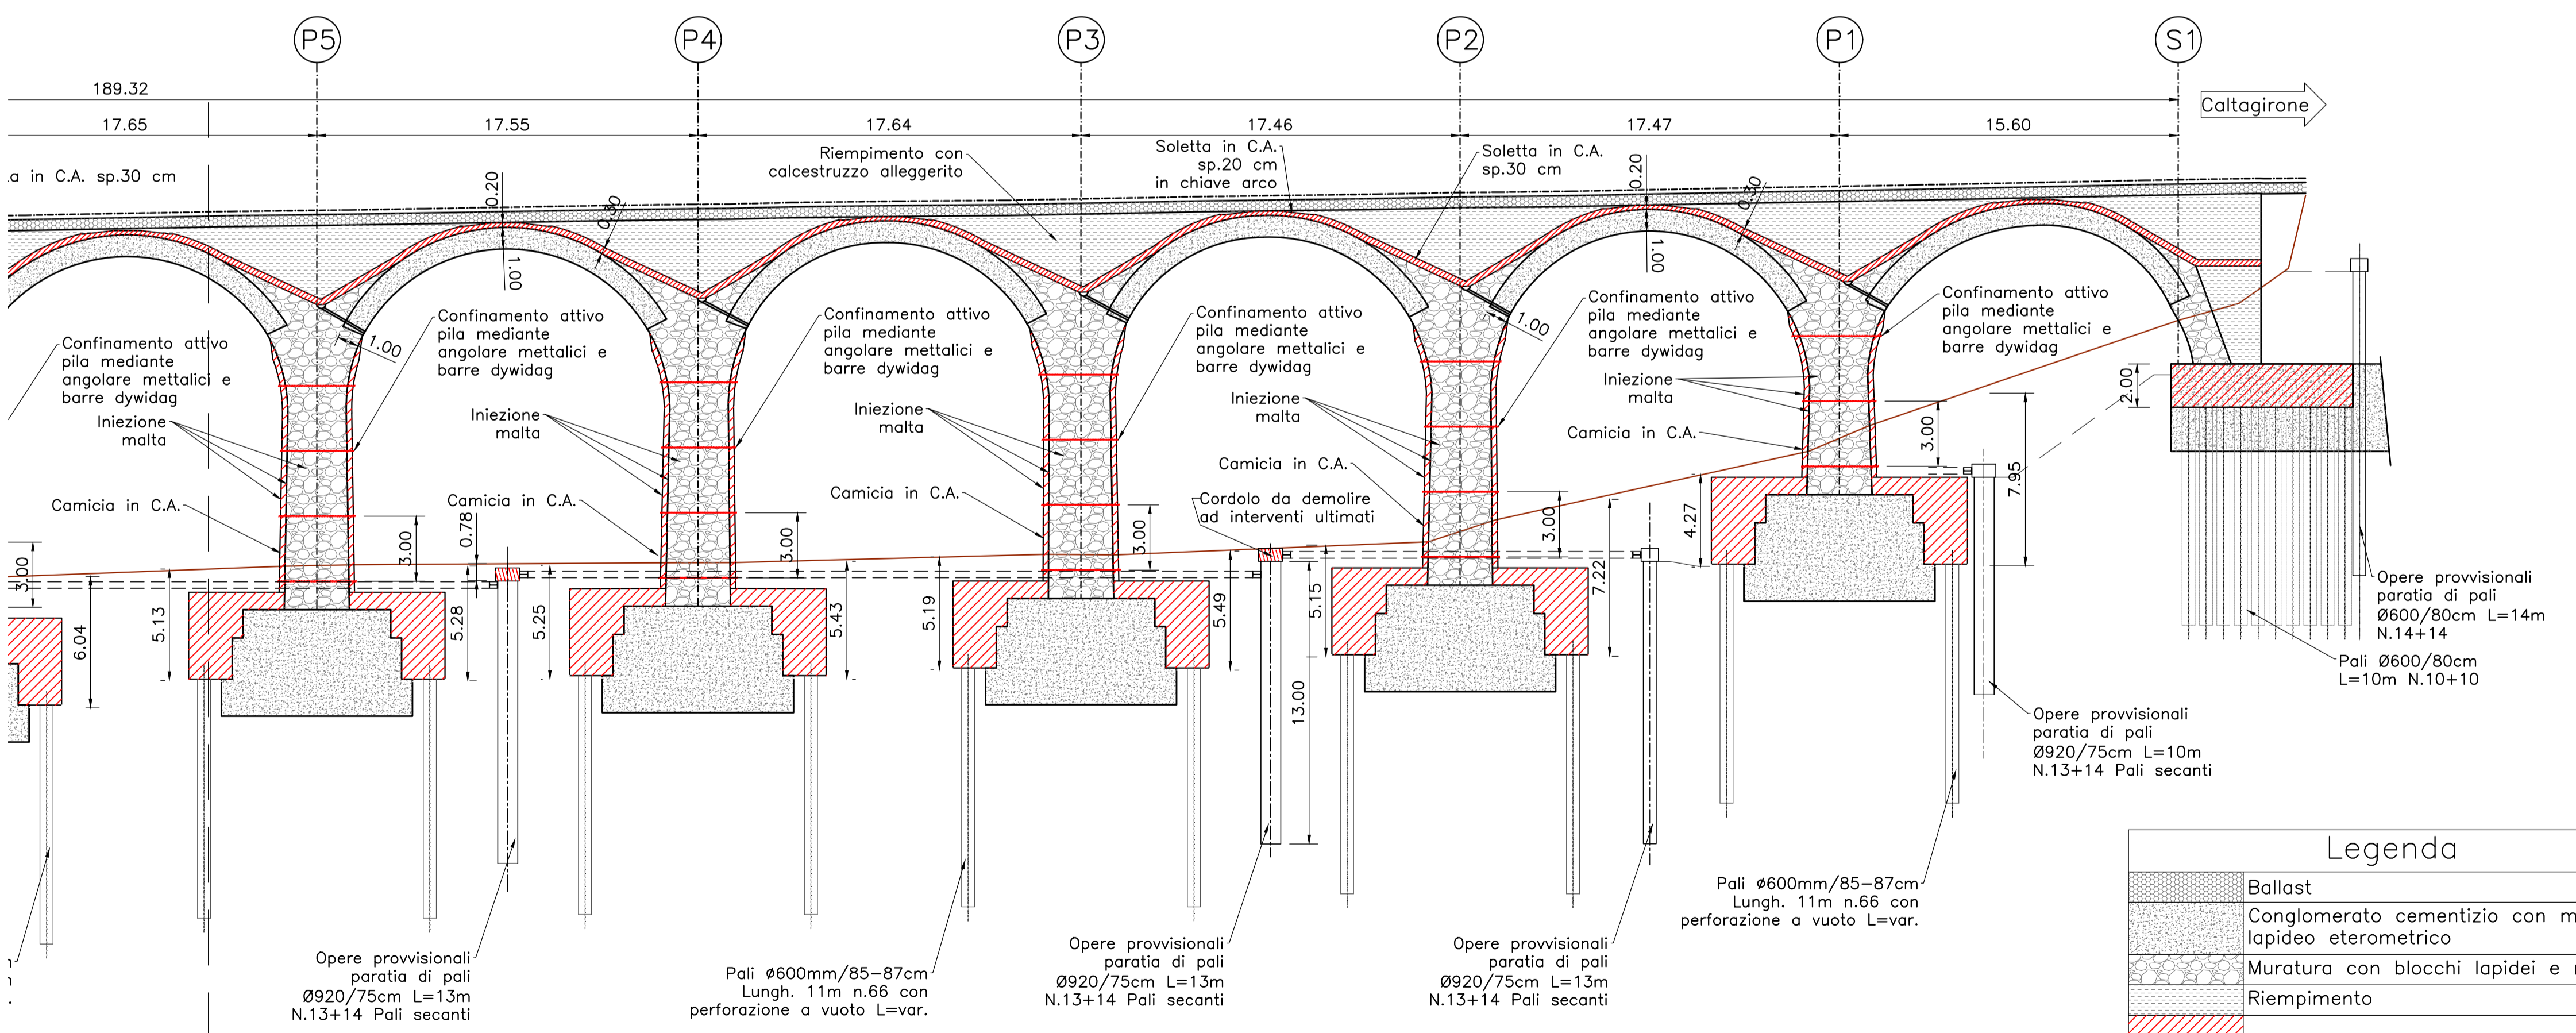 P5
P4
P3
P2
P1
S1
189.32
Caltagirone
17.65
17.55
17.64
17.46
17.47
15.60
in C.A. sp.30 cm
0.20
0.30
Riempimento con
calcestruzzo alleggerito
Soletta in C.A.
sp.20 cm
in chiave arco
Soletta in C.A.
sp.30 cm
0.20
0.30
1.00
1.00
1.00
1.00
Confinamento attivo
pila mediante
angolare mettalici e
barre dywidag
Confinamento attivo
pila mediante
angolare mettalici e
barre dywidag
Confinamento attivo
pila mediante
angolare mettalici e
barre dywidag
Confinamento attivo
pila mediante
angolare mettalici e
barre dywidag
Confinamento attivo
pila mediante
angolare mettalici e
barre dywidag
Confinamento attivo
pila mediante
angolare mettalici e
barre dywidag
Iniezione
malta
Iniezione
malta
Iniezione
malta
Iniezione
malta
Iniezione
malta
Camicia in C.A.
Camicia in C.A.
Camicia in C.A.
Camicia in C.A.
Camicia in C.A.
Cordolo da demolire
ad interventi ultimati
3.00
6.04
5.13
3.00
0.78
5.28
5.25
3.00
5.43
5.19
3.00
5.49
5.15
13.00
3.00
7.22
4.27
3.00
7.95
2.00
Opere provvisionali
paratia di pali
Ø600/80cm L=14m
N.14+14
Pali Ø600/80cm
L=10m N.10+10
Opere provvisionali
paratia di pali
Ø920/75cm L=10m
N.13+14 Pali secanti
Pali ø600mm/85-87cm
Lungh. 11m n.66 con
perforazione a vuoto L=var.
Opere provvisionali
paratia di pali
Ø920/75cm L=13m
N.13+14 Pali secanti
Pali ø600mm/85-87cm
Lungh. 11m n.66 con
perforazione a vuoto L=var.
Opere provvisionali
paratia di pali
Ø920/75cm L=13m
N.13+14 Pali secanti
Opere provvisionali
paratia di pali
Ø920/75cm L=13m
N.13+14 Pali secanti
Legenda
Ballast
Conglomerato cementizio con
lapideo eterometrico
Muratura con blocchi lapidei e
Riempimento